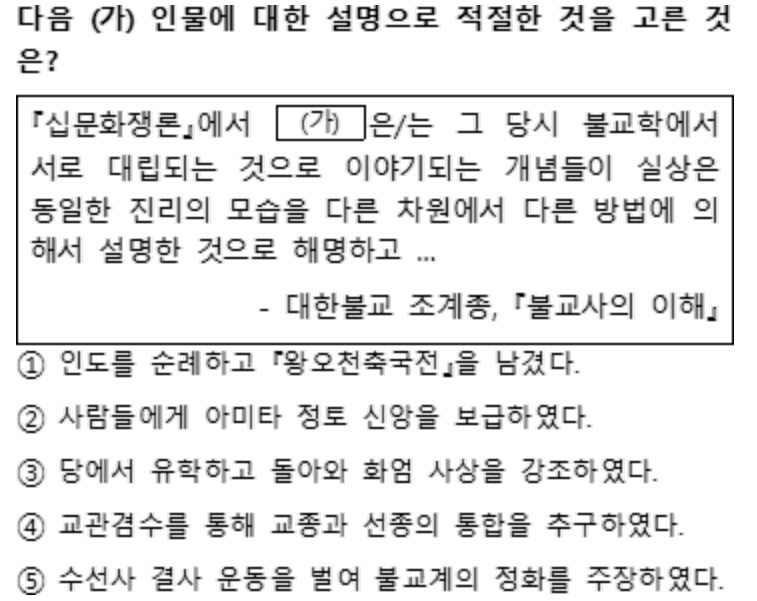 다음 (가) 인물에 대한 설명으로 적절한 것을 고른 것
은?
『십문화쟁론』에서 (가) 은/는 그 당시 불교학에서
서로 대립되는 것으로 이야기되는 개념들이 실상은
동일한 진리의 모습을 다른 차원에서 다른 방법에 의
해서 설명한 것으로 해명하고 ...
- 대한불교 조계종, 『불교사의 이해』
① 인도를 순례하고 『왕오천축국전』을 남겼다.
② 사람들에게 아미타 정토 신앙을 보급하였다.
③ 당에서 유학하고 돌아와 화엄 사상을 강조하였다.
④ 교관겸수를 통해 교종과 선종의 통합을 추구하였다.
⑤ 수선사 결사 운동을 벌여 불교계의 정화를 주장하였다.